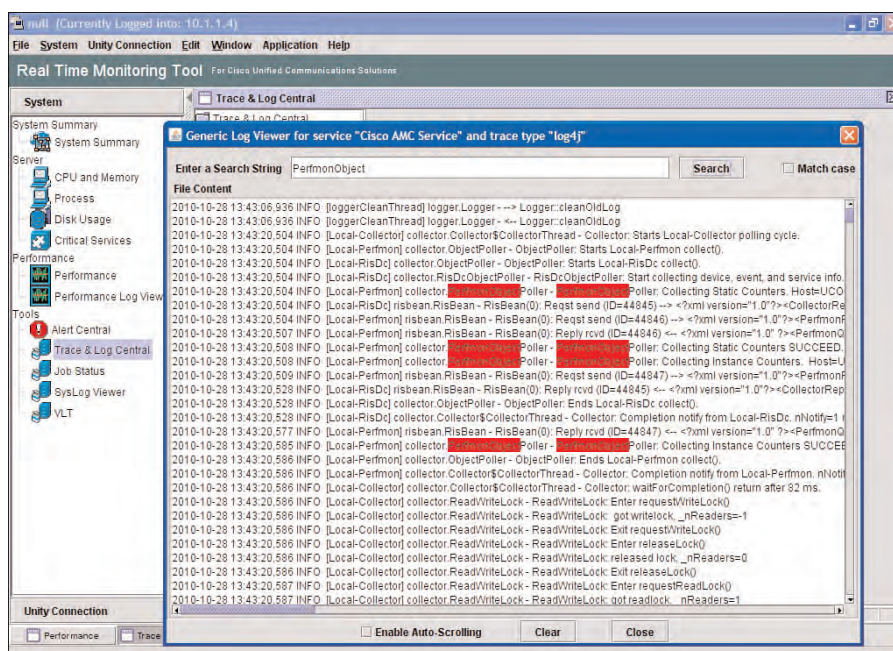 null (Currently Logged into: 10.1.1.4)
File System Unity Connection Edit Window Application Help
Real Time Monitoring Tool For Cisco Unified Communications Solutions
System
Trace & Log Central
Trace & Log Central
System Summary
System Summary
Server
CPU and Memory
Process
Disk Usage
Critical Services
Performance
Performance
Performance Log View
Tools
Alert Central
Trace & Log Central
Job Status
SysLog Viewer
VLT
Unity Connection
Performance
Trace
Generic Log Viewer for service "Cisco AMC Service" and trace type "log4j"
Enter a Search String PerfmonObject Search Match case
File Content
2010-10-28 13:43:06,936 INFO [loggerCleanThread] logger.Logger - --> Logger::cleanOldLog
2010-10-28 13:43:06,936 INFO [loggerCleanThread] logger.Logger - <-- Logger::cleanOldLog
2010-10-28 13:43:20,504 INFO [Local-Collector] collector.Collector$CollectorThread - Collector: Starts Local-Collector polling cycle.
2010-10-28 13:43:20,504 INFO [Local-Perfmon] collector.ObjectPoller - ObjectPoller: Starts Local-Perfmon collect().
2010-10-28 13:43:20,504 INFO [Local-RisDc] collector.ObjectPoller - ObjectPoller: Starts Local-RisDc collect().
2010-10-28 13:43:20,504 INFO [Local-RisDc] collector.RisDcObjectPoller - RisDcObjectPoller: Start collecting device, event, and service info.
2010-10-28 13:43:20,504 INFO [Local-Perfmon] collector.PerfmonObjectPoller - PerfmonObjectPoller: Collecting Static Counters. Host=UCO
2010-10-28 13:43:20,504 INFO [Local-RisDc] risbean.RisBean - RisBean(0): Reqst send (ID=44845) --> <?xml version="1.0"?><CollectorRe
2010-10-28 13:43:20,504 INFO [Local-Perfmon] risbean.RisBean - RisBean(0): Reqst send (ID=44846) --> <?xml version="1.0" ?><Perfmon
2010-10-28 13:43:20,507 INFO [Local-Perfmon] risbean.RisBean - RisBean(0): Reply rcvd (ID=44846) <-- <?xml version="1.0" ?><PerfmonQ
2010-10-28 13:43:20,508 INFO [Local-Perfmon] collector.PerfmonObjectPoller - PerfmonObjectPoller: Collecting Static Counters SUCCEED.
2010-10-28 13:43:20,508 INFO [Local-Perfmon] collector.PerfmonObjectPoller - PerfmonObjectPoller: Collecting Instance Counters. Host=U
2010-10-28 13:43:20,509 INFO [Local-Perfmon] risbean.RisBean - RisBean(0): Reqst send (ID=44847) --> <?xml version="1.0" ?><Perfmon
2010-10-28 13:43:20,528 INFO [Local-RisDc] risbean.RisBean - RisBean(0): Reply rcvd (ID=44845) <-- <?xml version="1.0"?><CollectorRep
2010-10-28 13:43:20,528 INFO [Local-RisDc] collector.ObjectPoller - ObjectPoller: Ends Local-RisDc collect().
2010-10-28 13:43:20,528 INFO [Local-RisDc] collector.Collector$CollectorThread - Collector: Completion notify from Local-RisDc. nNotify=1
2010-10-28 13:43:20,577 INFO [Local-Perfmon] risbean.RisBean - RisBean(0): Reply rcvd (ID=44847) <-- <?xml version="1.0" ?><PerfmonQ
2010-10-28 13:43:20,585 INFO [Local-Perfmon] collector.PerfmonObjectPoller - PerfmonObjectPoller: Collecting Instance Counters SUCCEE
2010-10-28 13:43:20,586 INFO [Local-Perfmon] collector.ObjectPoller - ObjectPoller: Ends Local-Perfmon collect().
2010-10-28 13:43:20,586 INFO [Local-Perfmon] collector.Collector$CollectorThread - Collector: Completion notify from Local-Perfmon. nNotif
2010-10-28 13:43:20,586 INFO [Local-Collector] collector.Collector$CollectorThread - Collector: waitForCompletion() return after 82 ms.
2010-10-28 13:43:20,586 INFO [Local-Collector] collector.ReadWriteLock - ReadWriteLock: Enter requestWriteLock()
2010-10-28 13:43:20,586 INFO [Local-Collector] collector.ReadWriteLock - ReadWriteLock: got writelock, _nReaders=-1
2010-10-28 13:43:20,586 INFO [Local-Collector] collector.ReadWriteLock - ReadWriteLock: Exit requestWriteLock()
2010-10-28 13:43:20,586 INFO [Local-Collector] collector.ReadWriteLock - ReadWriteLock: Enter releaseLock()
2010-10-28 13:43:20,586 INFO [Local-Collector] collector.ReadWriteLock - ReadWriteLock: released lock, _nReaders=0
2010-10-28 13:43:20,586 INFO [Local-Collector] collector.ReadWriteLock - ReadWriteLock: Exit releaseLock()
2010-10-28 13:43:20,587 INFO [Local-Collector] collector.ReadWriteLock - ReadWriteLock: Enter requestReadLock()
2010-10-28 13:43:20,587 INFO [Local-Collector] collector.ReadWriteLock - ReadWriteLock: got readlock, _nReaders=1
Enable Auto-Scrolling Clear Close